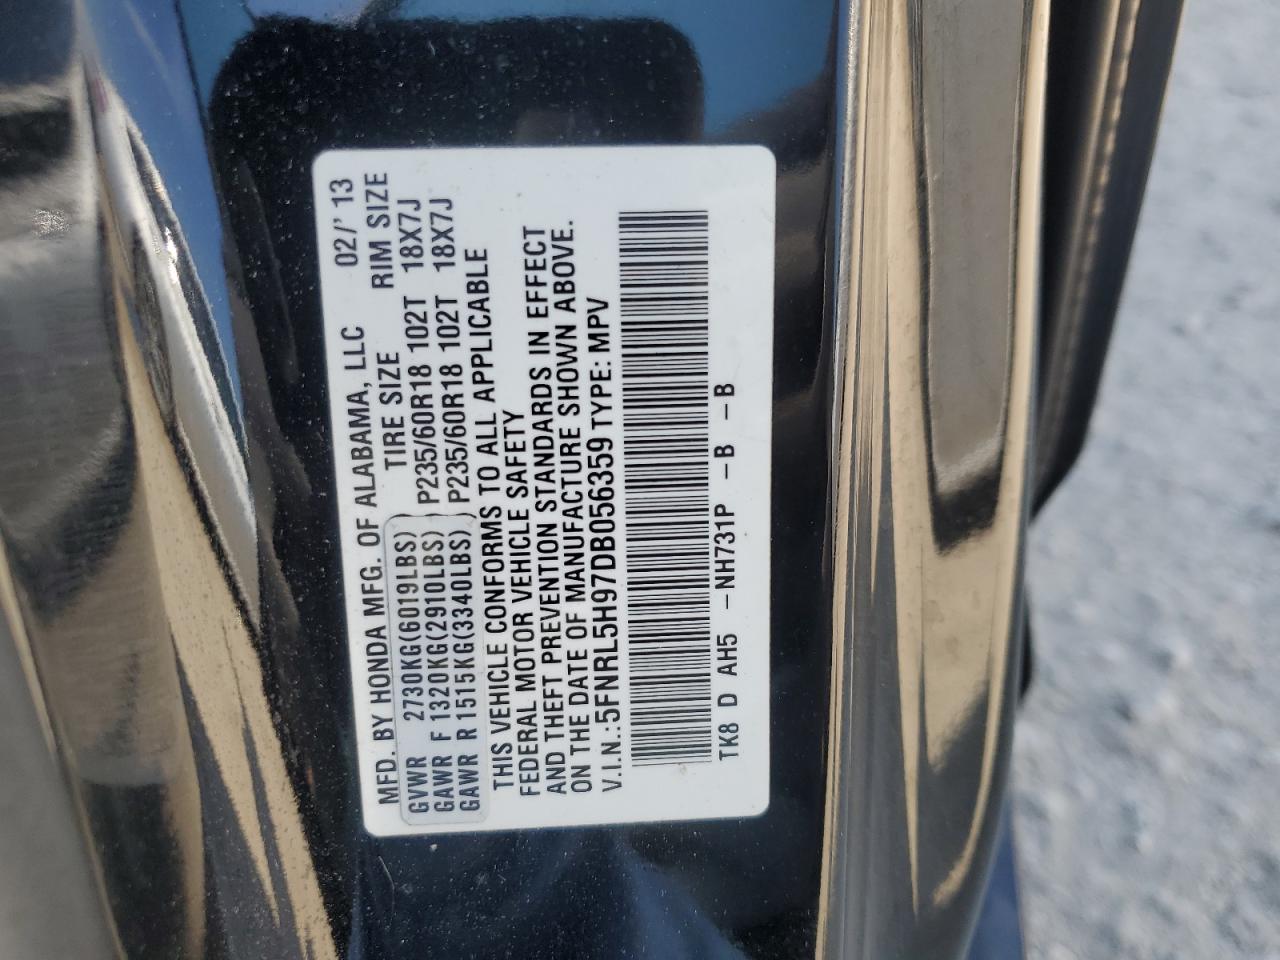 MFD. BY HONDA MFG. OF ALABAMA, LLC 02/' 13
TIRE SIZE RIM SIZE
GVWR 2730KG(6019LBS)
GAWR F 1320KG(2910LBS) P235/60R18 102T 18X7J
GAWR R 1515KG(3340LBS) P235/60R18 102T 18X7J
THIS VEHICLE CONFORMS TO ALL APPLICABLE
FEDERAL MOTOR VEHICLE SAFETY
AND THEFT PREVENTION STANDARDS IN EFFECT
ON THE DATE OF MANUFACTURE SHOWN ABOVE.
V.I.N.:5FNRL5H97DB056359 TYPE: MPV
TK8 D AH5 –NH731P –B –B